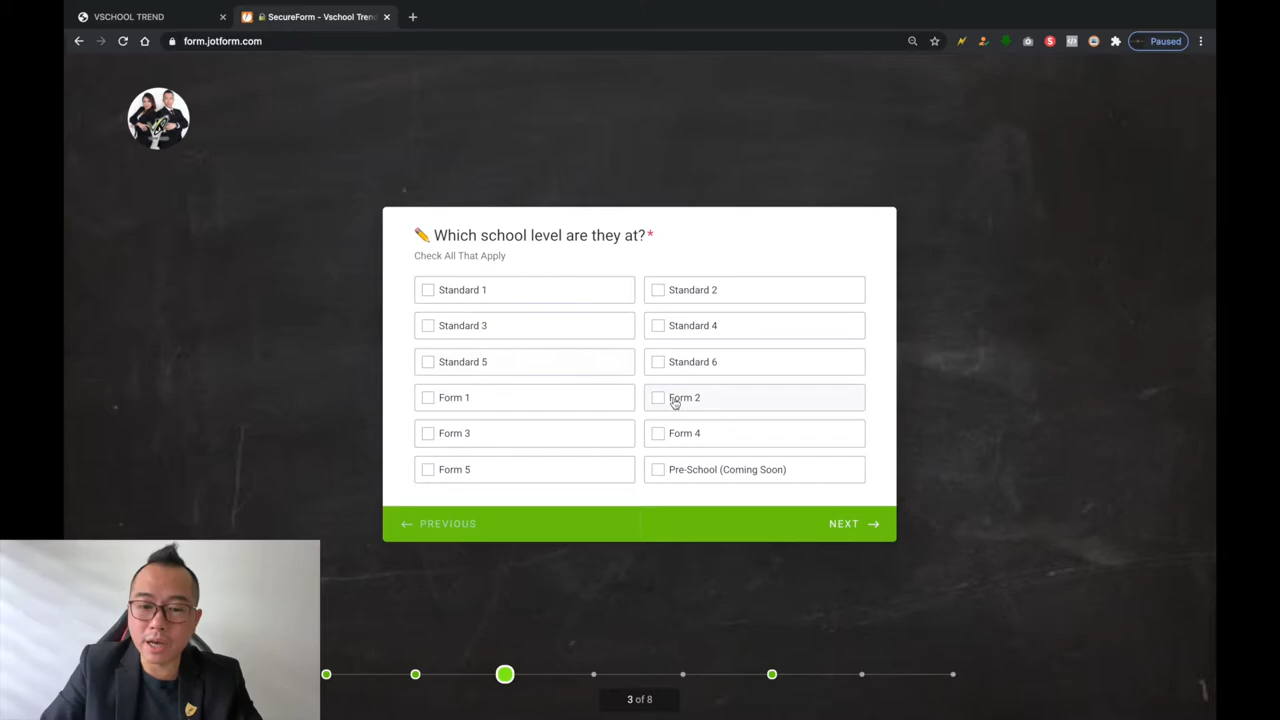 VSCHOOL TREND
SecureForm - Vschool Tren
form.jotform.com
Paused
Which school level are they at?*
Check All That Apply
Standard 1
Standard 2
Standard 3
Standard 4
Standard 5
Standard 6
Form 1
Form 2
Form 3
Form 4
Form 5
Pre-School (Coming Soon)
PREVIOUS
NEXT
3 of 8